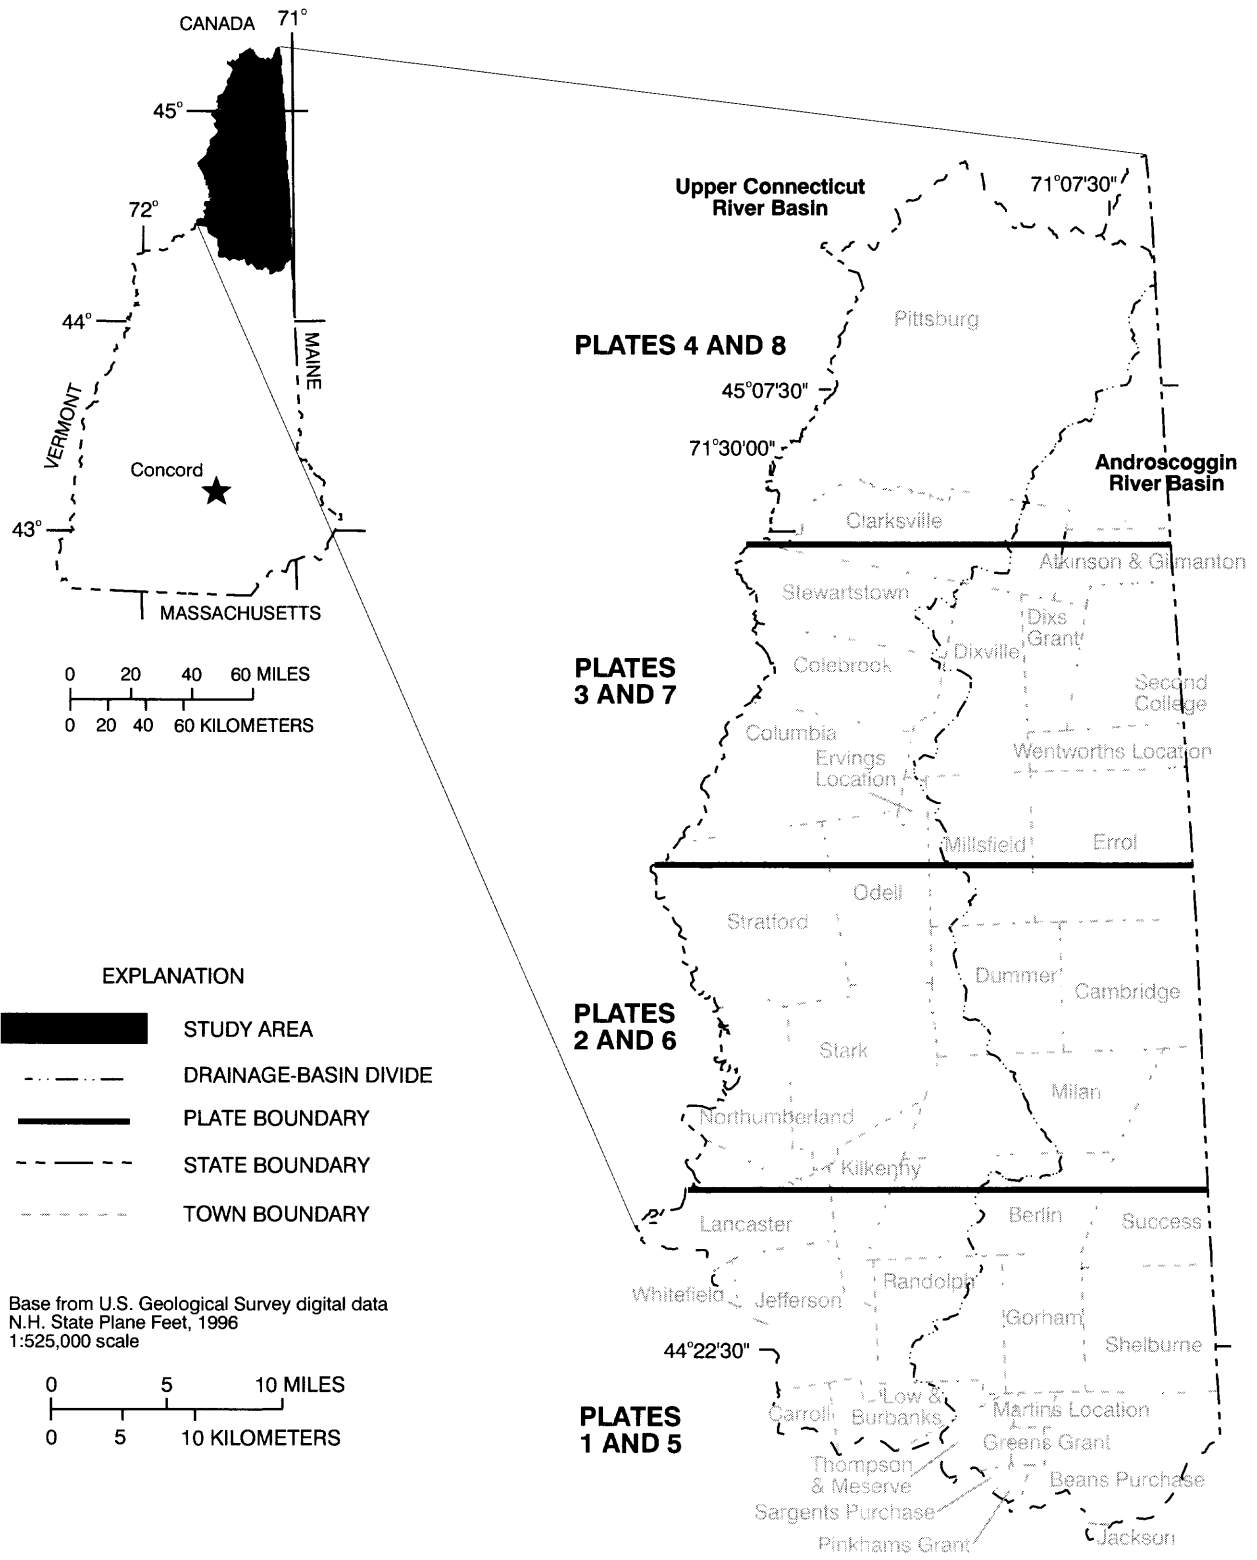 CANADA
71°
45°
72°
44°
MAINE
VERMONT
Concord
43°
MASSACHUSETTS
0 20 40 60 MILES
0 20 40 60 KILOMETERS
EXPLANATION
STUDY AREA
DRAINAGE-BASIN DIVIDE
PLATE BOUNDARY
STATE BOUNDARY
TOWN BOUNDARY
Base from U.S. Geological Survey digital data
N.H. State Plane Feet, 1996
1:525,000 scale
0 5 10 MILES
0 5 10 KILOMETERS
Upper Connecticut
River Basin
71°07'30"
Pittsburg
PLATES 4 AND 8
45°07'30"
71°30'00"
Androscoggin
River Basin
Clarksville
Atkinson & Gilmanton
Stewartstown
Dixs
Grant
Dixville
PLATES
3 AND 7
Colebrook
Second
College
Columbia
Wentworths Location
Ervings
Location
Millsfield
Errol
Odell
Stratford
Dummer
Cambridge
PLATES
2 AND 6
Stark
Milan
Northumberland
Kilkenny
Lancaster
Berlin
Success
Whitefield
Jefferson
Randolph
Gorham
Shelburne
44°22'30"
PLATES
1 AND 5
Carroll
Low &
Burbanks
Martins Location
Greens Grant
Thompson
& Meserve
Beans Purchase
Sargents Purchase
Pinkhams Grant
Jackson